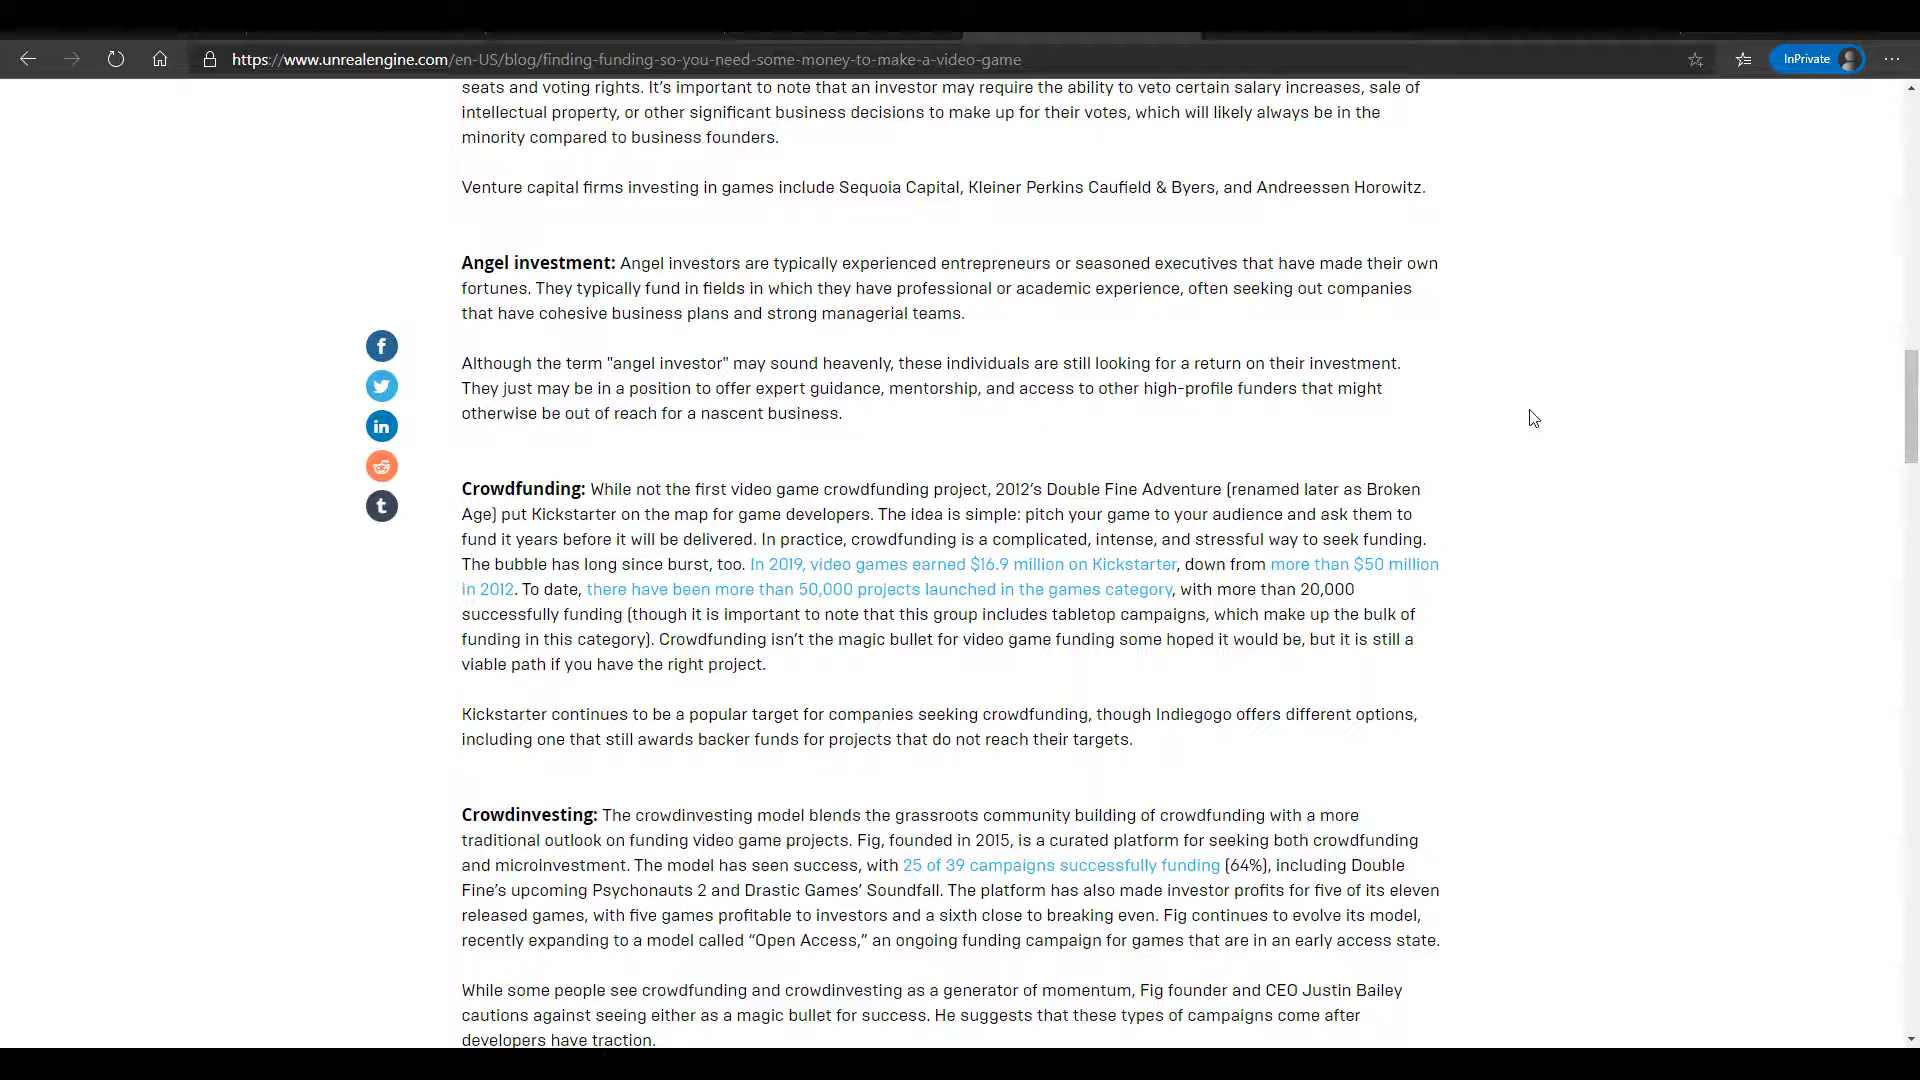 https://www.unrealengine.com/en-US/blog/finding-funding-so-you-need-some-money-to-make-a-video-game
InPrivate
seats and voting rights. It's important to note that an investor may require the ability to veto certain salary increases, sale of
intellectual property, or other significant business decisions to make up for their votes, which will likely always be in the
minority compared to business founders.
Venture capital firms investing in games include Sequoia Capital, Kleiner Perkins Caufield & Byers, and Andreessen Horowitz.
Angel investment: Angel investors are typically experienced entrepreneurs or seasoned executives that have made their own
fortunes. They typically fund in fields in which they have professional or academic experience, often seeking out companies
that have cohesive business plans and strong managerial teams.
Although the term "angel investor" may sound heavenly, these individuals are still looking for a return on their investment.
They just may be in a position to offer expert guidance, mentorship, and access to other high-profile funders that might
otherwise be out of reach for a nascent business.
Crowdfunding: While not the first video game crowdfunding project, 2012’s Double Fine Adventure (renamed later as Broken
Age) put Kickstarter on the map for game developers. The idea is simple: pitch your game to your audience and ask them to
fund it years before it will be delivered. In practice, crowdfunding is a complicated, intense, and stressful way to seek funding.
The bubble has long since burst, too. In 2019, video games earned $16.9 million on Kickstarter, down from more than $50 million
in 2012. To date, there have been more than 50,000 projects launched in the games category, with more than 20,000
successfully funding (though it is important to note that this group includes tabletop campaigns, which make up the bulk of
funding in this category). Crowdfunding isn’t the magic bullet for video game funding some hoped it would be, but it is still a
viable path if you have the right project.
Kickstarter continues to be a popular target for companies seeking crowdfunding, though Indiegogo offers different options,
including one that still awards backer funds for projects that do not reach their targets.
Crowdinvesting: The crowdinvesting model blends the grassroots community building of crowdfunding with a more
traditional outlook on funding video game projects. Fig, founded in 2015, is a curated platform for seeking both crowdfunding
and microinvestment. The model has seen success, with 25 of 39 campaigns successfully funding (64%), including Double
Fine’s upcoming Psychonauts 2 and Drastic Games’ Soundfall. The platform has also made investor profits for five of its eleven
released games, with five games profitable to investors and a sixth close to breaking even. Fig continues to evolve its model,
recently expanding to a model called “Open Access,” an ongoing funding campaign for games that are in an early access state.
While some people see crowdfunding and crowdinvesting as a generator of momentum, Fig founder and CEO Justin Bailey
cautions against seeing either as a magic bullet for success. He suggests that these types of campaigns come after
developers have traction.